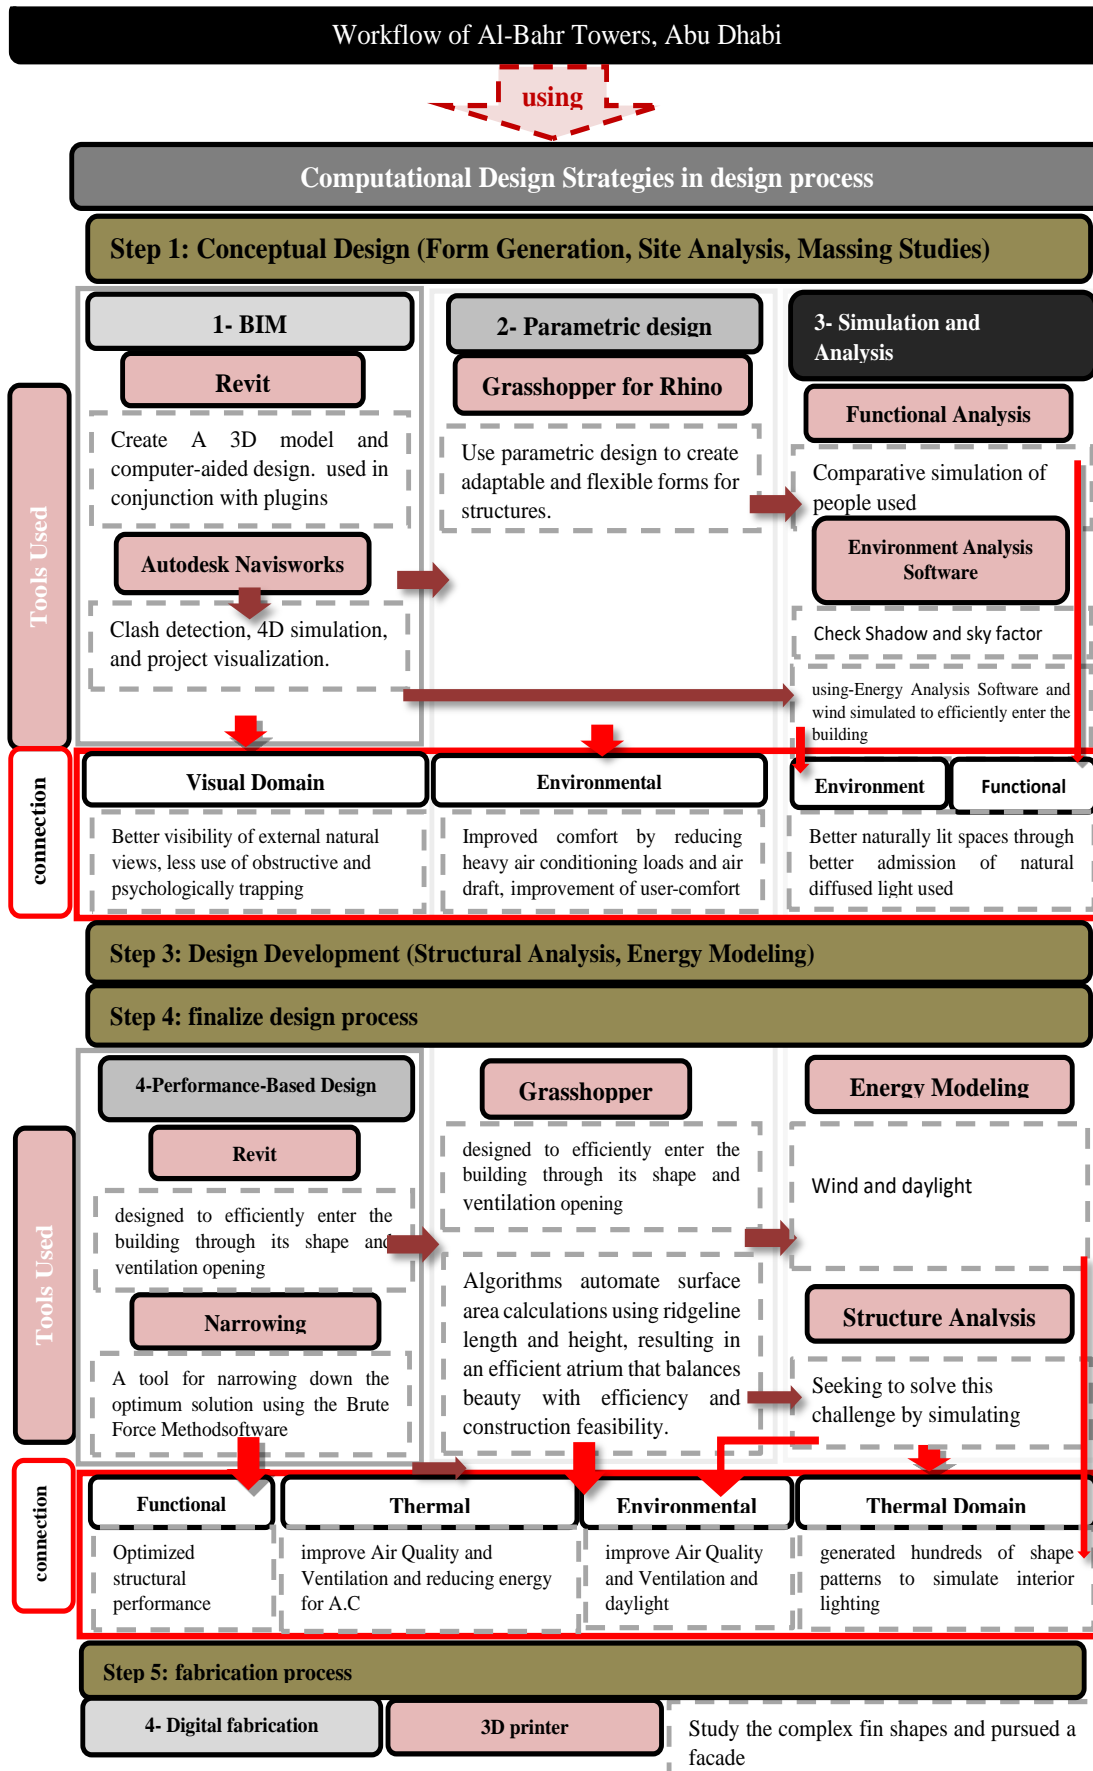 Workflow of Al-Bahr Towers, Abu Dhabi
using
Computational Design Strategies in design process
Step 1: Conceptual Design (Form Generation, Site Analysis, Massing Studies)
1- BIM
Revit
Create A 3D model and
computer-aided design. used in
conjunction with plugins
Autodesk Navisworks
Clash detection, 4D simulation,
and project visualization.
2- Parametric design
Grasshopper for Rhino
Use parametric design to create
adaptable and flexible forms for
structures.
3- Simulation and
Analysis
Functional Analysis
Comparative simulation of
people used
Environment Analysis
Software
Check Shadow and sky factor
using-Energy Analysis Software and
wind simulated to efficiently enter the
building
Tools Used
connection
Visual Domain
Better visibility of external natural
views, less use of obstructive and
psychologically trapping
Environmental
Improved comfort by reducing
heavy air conditioning loads and air
draft, improvement of user-comfort
Environment
Functional
Better naturally lit spaces through
better admission of natural
diffused light used
Step 3: Design Development (Structural Analysis, Energy Modeling)
Step 4: finalize design process
Tools Used
4-Performance-Based Design
Revit
designed to efficiently enter the
building through its shape and
ventilation opening
Narrowing
A tool for narrowing down the
optimum solution using the Brute
Force Methodsoftware
Grasshopper
designed to efficiently enter the
building through its shape and
ventilation opening
Algorithms automate surface
area calculations using ridgeline
length and height, resulting in
an efficient atrium that balances
beauty with efficiency and
construction feasibility.
Energy Modeling
Wind and daylight
Structure Analysis
Seeking to solve this
challenge by simulating
connection
Functional
Optimized
structural
performance
Thermal
improve Air Quality and
Ventilation and reducing energy
for A.C
Environmental
improve Air Quality
and Ventilation and
daylight
Thermal Domain
generated hundreds of shape
patterns to simulate interior
lighting
Step 5: fabrication process
4- Digital fabrication
3D printer
Study the complex fin shapes and pursued a
facade